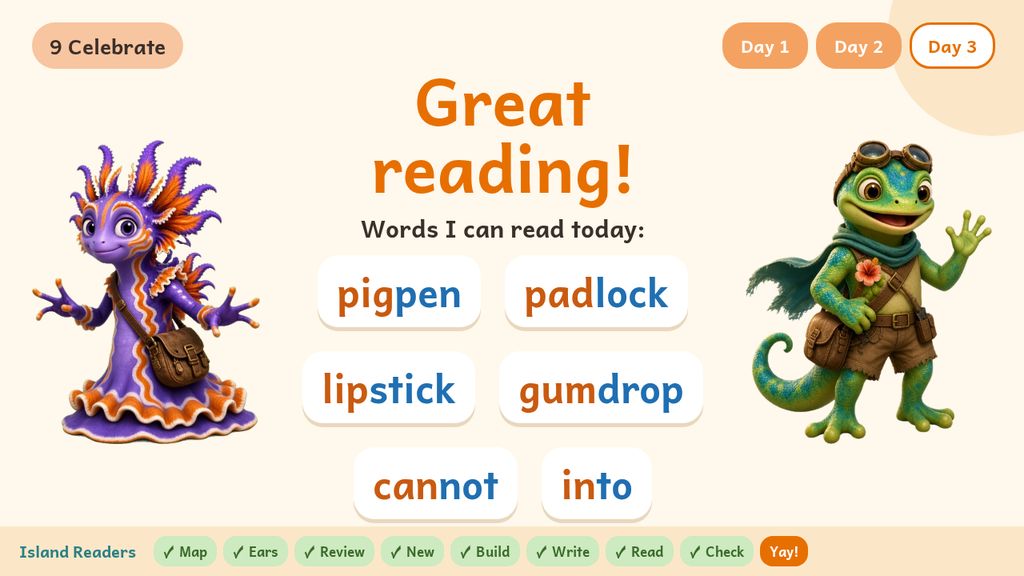 9 Celebrate
Day 1
Day 2
Day 3
Great
reading!
Words I can read today:
pigpen
padlock
lipstick
gumdrop
cannot
into
Island Readers
✓ Map
✓ Ears
✓ Review
✓ New
✓ Build
✓ Write
✓ Read
✓ Check
Yay!